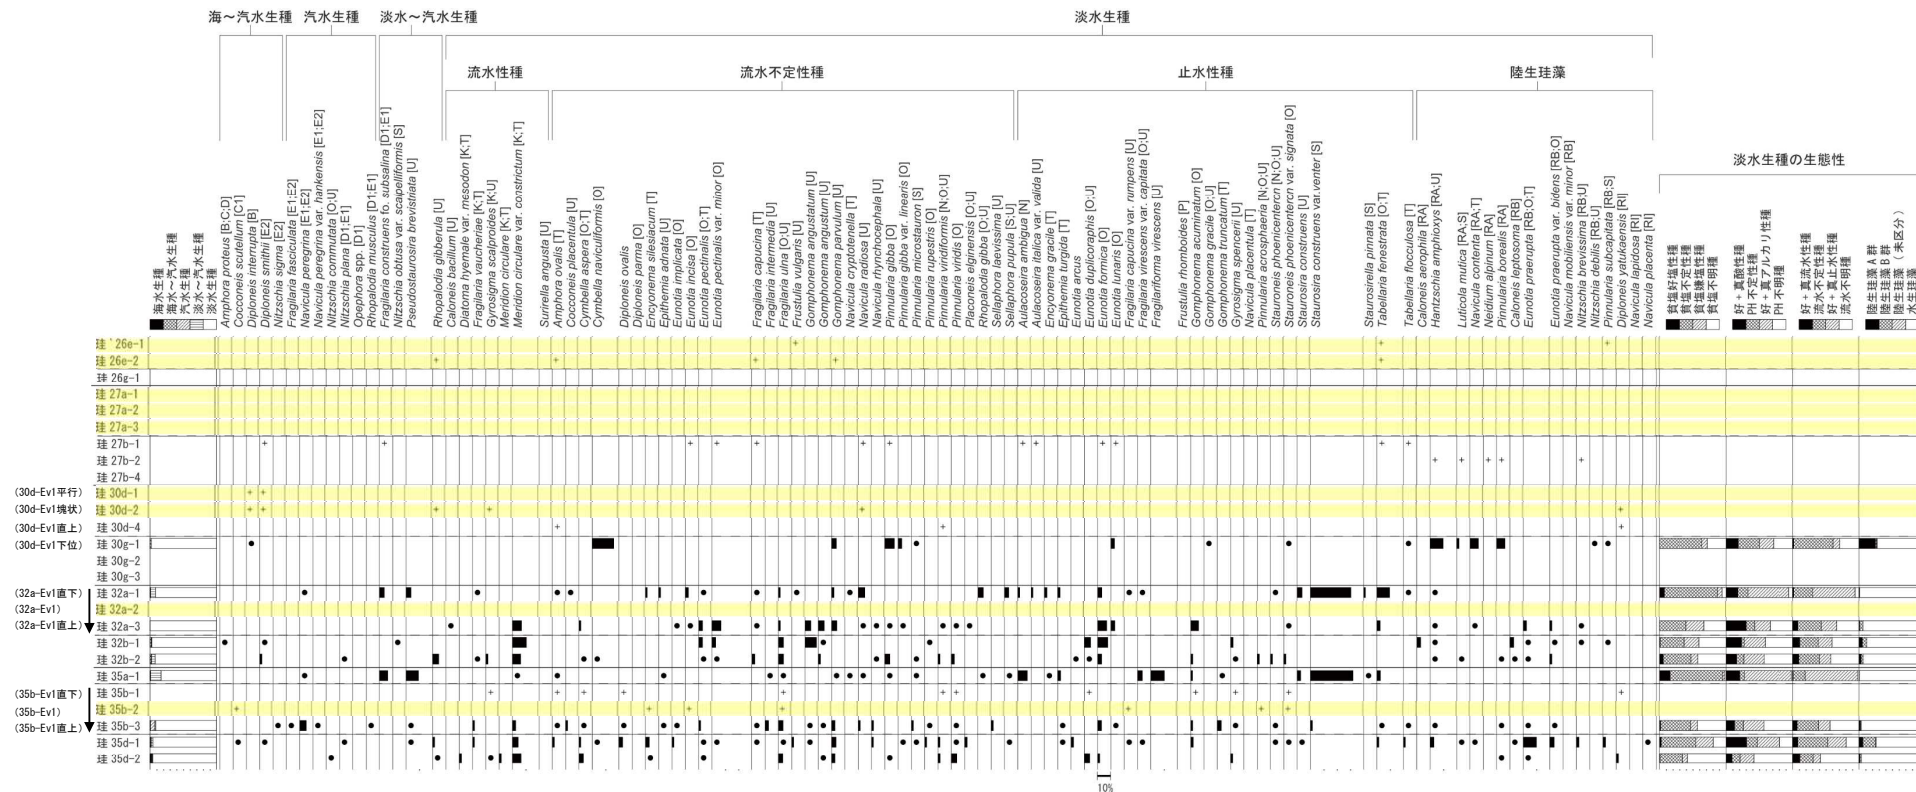 海～汽水生種
汽水生種
淡水～汽水生種
淡水生種
流水性種
流水不定性種
止水性種
陸生珪藻
淡水生種の生態性
海水生種
海水～汽水生種
汽水生種
淡水～汽水生種
淡水生種
Amphora proteus [B;C;D]
Cocconeis scutellum [C1]
Diploneis interrupta [B]
Diploneis smithii [E2]
Nitzschia sigma [E2]
Fragilaria fasciculata [E1;E2]
Navicula peregrina [E1;E2]
Navicula peregrina var. hankensis [E1;E2]
Nitzschia commutata [O;U]
Nitzschia plana [D1;E1]
Opephora spp. [D1]
Rhopalodia musculus [D1;E1]
Fragilaria construens fo. subsalina [D1;E1]
Nitzschia obtusa var. scapelliformis [S]
Pseudostaurosira brevistriata [U]
Rhopalodia gibberula [U]
Caloneis bacillum [U]
Diatoma hyemale var. mesodon [K;T]
Fragilaria vaucheriae [K;T]
Gyrosigma scalproides [K;U]
Meridion circulare [K;T]
Meridion circulare var. constrictum [K;T]
Surirella angusta [U]
Amphora ovalis [T]
Cocconeis placentula [U]
Cymbella aspera [O;T]
Cymbella naviculiformis [O]
Diploneis ovalis
Diploneis parma [O]
Encyonema silesiacum [T]
Epithemia adnata [U]
Eunotia implicata [O]
Eunotia incisa [O]
Eunotia pectinalis [O;T]
Eunotia pectinalis var. minor [O]
Fragilaria capucina [T]
Fragilaria intermedia [U]
Fragilaria ulna [O;U]
Frustulia vulgaris [U]
Gomphonema angustatum [U]
Gomphonema angustum [U]
Gomphonema parvulum [U]
Navicula cryptotenella [T]
Navicula radiosa [U]
Navicula rhynchocephala [U]
Pinnularia gibba [O]
Pinnularia gibba var. linearis [O]
Pinnularia microstauron [S]
Pinnularia rupestris [O]
Pinnularia viridiformis [N;O;U]
Pinnularia viridis [O]
Placoneis elginensis [O;U]
Rhopalodia gibba [O;U]
Sellaphora laevissima [U]
Sellaphora pupula [S;U]
Aulacoseira ambigua [N]
Aulacoseira italica var. valida [U]
Encyonema gracile [T]
Epithemia turgida [T]
Eunotia arcus
Eunotia duplicoraphis [O;U]
Eunotia formica [O]
Eunotia lunaris [O]
Fragilaria capucina var. rumpens [U]
Fragilaria virescens var. capitata [O;U]
Fragilariforma virescens [U]
Frustulia rhomboides [P]
Gomphonema acuminatum [O]
Gomphonema gracile [O;U]
Gomphonema truncatum [T]
Gyrosigma spencerii [U]
Navicula placentula [T]
Pinnularia acrosphaeria [N;O;U]
Stauroneis phoenicenteron [N;O;U]
Stauroneis phoenicenteron var. signata [O]
Staurosira construens [U]
Staurosira construens var.venter [S]
Staurosirella pinnata [S]
Tabellaria fenestrata [O;T]
Tabellaria flocculosa [T]
Caloneis aerophila [RA]
Hantzschia amphioxys [RA;U]
Luticola mutica [RA;S]
Navicula contenta [RA;T]
Neidium alpinum [RA]
Pinnularia borealis [RA]
Caloneis leptosoma [RB]
Eunotia praerupta [RB;O;T]
Eunotia praerupta var. bidens [RB;O]
Navicula mobiliensis var. minor [RB]
Nitzschia brevissima [RB;U]
Nitzschia debilis [RB;U]
Pinnularia subcapitata [RB;S]
Diploneis yatukaensis [RI]
Navicula lapidosa [RI]
Navicula placenta [RI]
貧塩好塩性種
貧塩不定性種
貧塩嫌塩性種
貧塩不明種
好+真酸性種
PH 不定性種
好+真アルカリ性種
PH 不明種
好+真流水性種
流水不定性種
好+真止水性種
流水不明種
陸生珪藻 A 群
陸生珪藻 B 群
陸生珪藻（未区分）
水生珪藻
珪 '26e-1
珪 26e-2
珪 26g-1
珪 27a-1
珪 27a-2
珪 27a-3
珪 27b-1
珪 27b-2
珪 27b-4
(30d-Ev1平行) 珪 30d-1
(30d-Ev1塊状) 珪 30d-2
(30d-Ev1直上) 珪 30d-4
(30d-Ev1下位) 珪 30g-1
珪 30g-2
珪 30g-3
(32a-Ev1直下) 珪 32a-1
(32a-Ev1) 珪 32a-2
(32a-Ev1直上) 珪 32a-3
珪 32b-1
珪 32b-2
珪 35a-1
(35b-Ev1直下) 珪 35b-1
(35b-Ev1) 珪 35b-2
(35b-Ev1直上) 珪 35b-3
珪 35d-1
珪 35d-2
10%